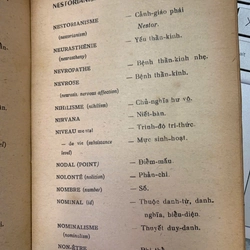 NESTORIANISME
(nestorianism)
— Cảnh-giáo phái
Nestor.
NEURASTHÉNIE
(neurasthenia)
— Yếu thần-kinh.
NEVROPATHE
— Bệnh thần-kinh nhẹ.
NEVROSE
— Bệnh thần-kinh.
(neurosis nervous affection)
NIHILISME (nihilism)
— Chủ-nghĩa hư vô.
NIRVANA
— Niết-bàn.
NIVEAU mental
— Trình-độ trí-thức.
— de vie (subsistence level)
— Mực sinh-hoạt.
NODAL (POINT)
— Điểm-mấu.
NOLONTÉ (nolition)
— Phản-chí.
NOMBRE (number)
— Số.
NOMINAL (id)
— Thuộc danh-từ, danh-
nghĩa, biểu-diện.
NOMINALISME
(nominalism)
— Thuyết duy-danh.
NON-ÊTRE